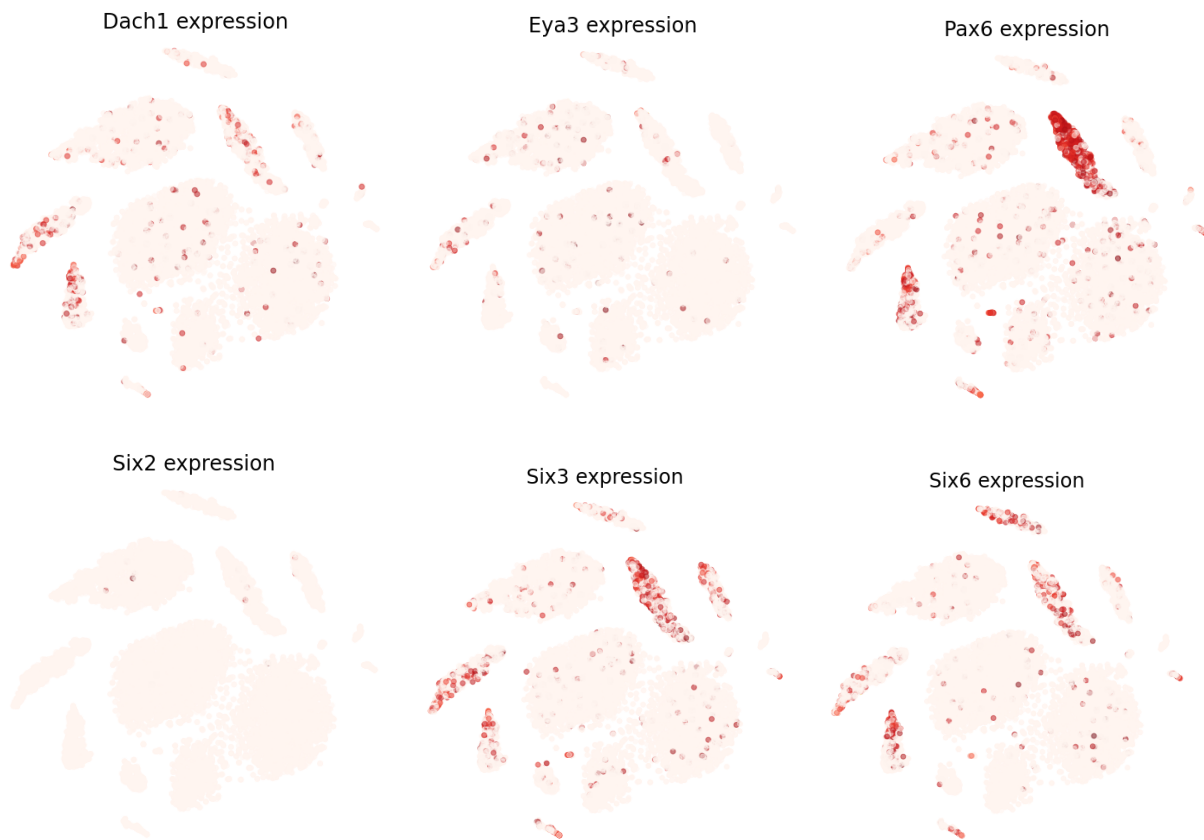 Dach1 expression
Eya3 expression
Pax6 expression
Six2 expression
Six3 expression
Six6 expression